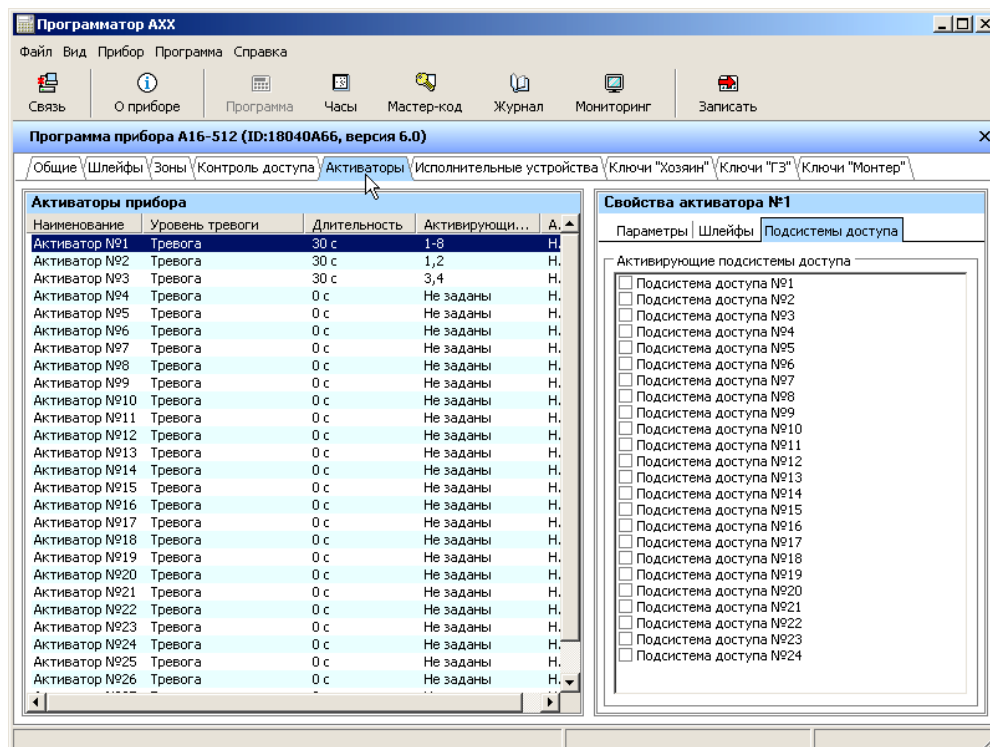 Программатор АХХ
Файл Вид Прибор Программа Справка
Связь О приборе Программа Часы Мастер-код Журнал Мониторинг Записать
Программа прибора А16-512 (ID:18040A66, версия 6.0)
Общие Шлейфы Зоны Контроль доступа Активаторы Исполнительные устройства Ключи "Хозяин" Ключи "ГЗ" Ключи "Монтер"
Активаторы прибора
Наименование Уровень тревоги Длительность Активирующи... А.
Активатор №1 Тревога 30 с 1-8 Н.
Активатор №2 Тревога 30 с 1,2 Н.
Активатор №3 Тревога 30 с 3,4 Н.
Активатор №4 Тревога 0 с Не заданы Н.
Активатор №5 Тревога 0 с Не заданы Н.
Активатор №6 Тревога 0 с Не заданы Н.
Активатор №7 Тревога 0 с Не заданы Н.
Активатор №8 Тревога 0 с Не заданы Н.
Активатор №9 Тревога 0 с Не заданы Н.
Активатор №10 Тревога 0 с Не заданы Н.
Активатор №11 Тревога 0 с Не заданы Н.
Активатор №12 Тревога 0 с Не заданы Н.
Активатор №13 Тревога 0 с Не заданы Н.
Активатор №14 Тревога 0 с Не заданы Н.
Активатор №15 Тревога 0 с Не заданы Н.
Активатор №16 Тревога 0 с Не заданы Н.
Активатор №17 Тревога 0 с Не заданы Н.
Активатор №18 Тревога 0 с Не заданы Н.
Активатор №19 Тревога 0 с Не заданы Н.
Активатор №20 Тревога 0 с Не заданы Н.
Активатор №21 Тревога 0 с Не заданы Н.
Активатор №22 Тревога 0 с Не заданы Н.
Активатор №23 Тревога 0 с Не заданы Н.
Активатор №24 Тревога 0 с Не заданы Н.
Активатор №25 Тревога 0 с Не заданы Н.
Активатор №26 Тревога 0 с Не заданы Н.
Свойства активатора №1
Параметры Шлейфы Подсистемы доступа
Активирующие подсистемы доступа
Подсистема доступа №1
Подсистема доступа №2
Подсистема доступа №3
Подсистема доступа №4
Подсистема доступа №5
Подсистема доступа №6
Подсистема доступа №7
Подсистема доступа №8
Подсистема доступа №9
Подсистема доступа №10
Подсистема доступа №11
Подсистема доступа №12
Подсистема доступа №13
Подсистема доступа №14
Подсистема доступа №15
Подсистема доступа №16
Подсистема доступа №17
Подсистема доступа №18
Подсистема доступа №19
Подсистема доступа №20
Подсистема доступа №21
Подсистема доступа №22
Подсистема доступа №23
Подсистема доступа №24